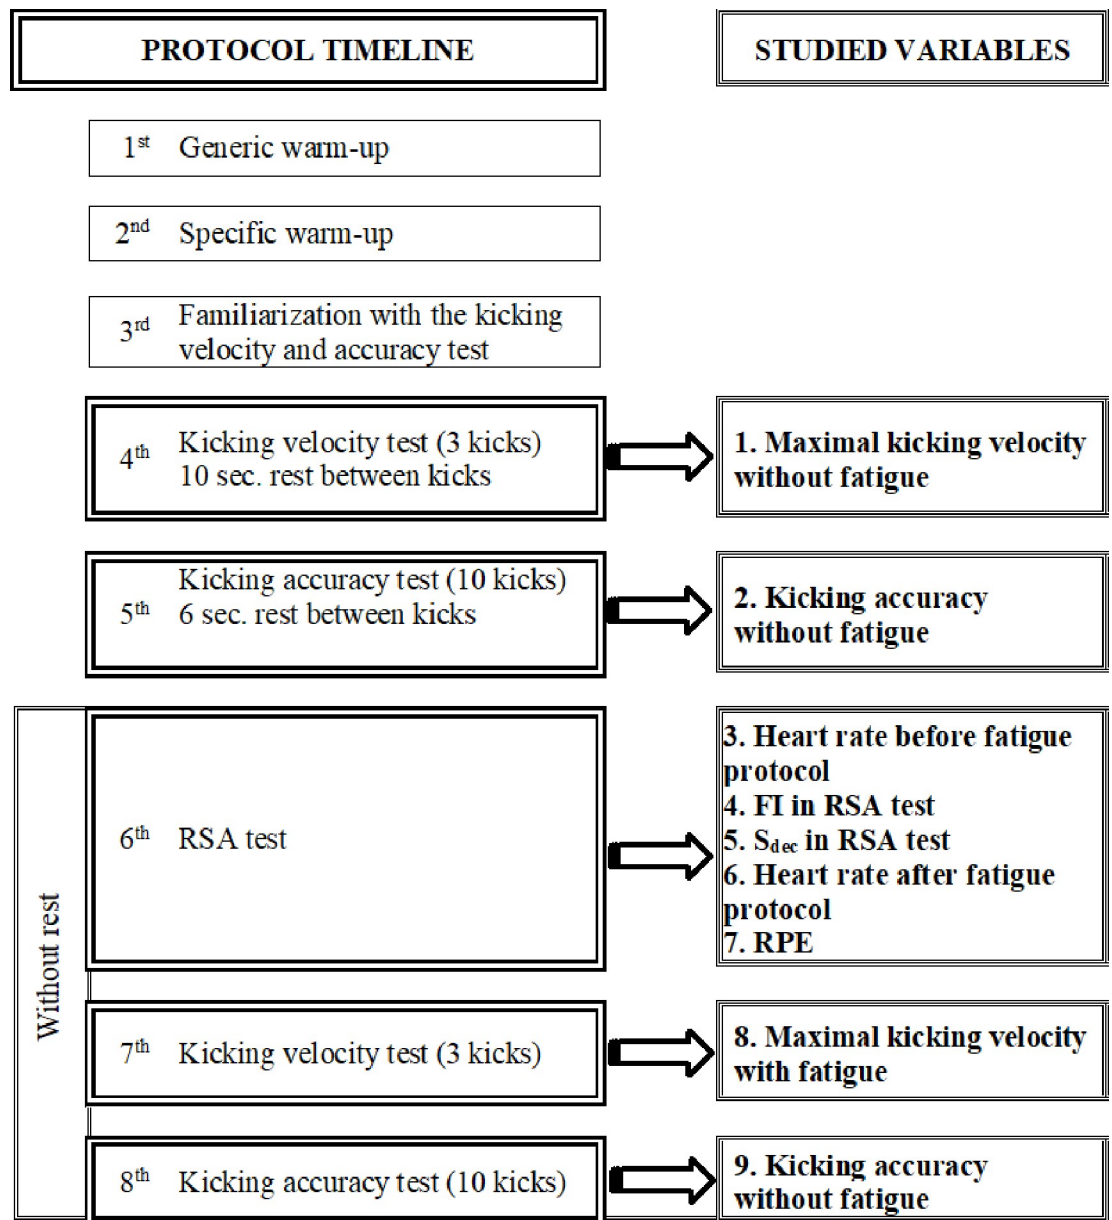 PROTOCOL TIMELINE
STUDIED VARIABLES
1st Generic warm-up
2nd Specific warm-up
3rd Familiarization with the kicking
velocity and accuracy test
4th Kicking velocity test (3 kicks)
10 sec. rest between kicks
1. Maximal kicking velocity
without fatigue
5th Kicking accuracy test (10 kicks)
6 sec. rest between kicks
2. Kicking accuracy
without fatigue
Without rest
6th RSA test
3. Heart rate before fatigue
protocol
4. FI in RSA test
5. Sdec in RSA test
6. Heart rate after fatigue
protocol
7. RPE
7th Kicking velocity test (3 kicks)
8. Maximal kicking velocity
with fatigue
8th Kicking accuracy test (10 kicks)
9. Kicking accuracy
without fatigue